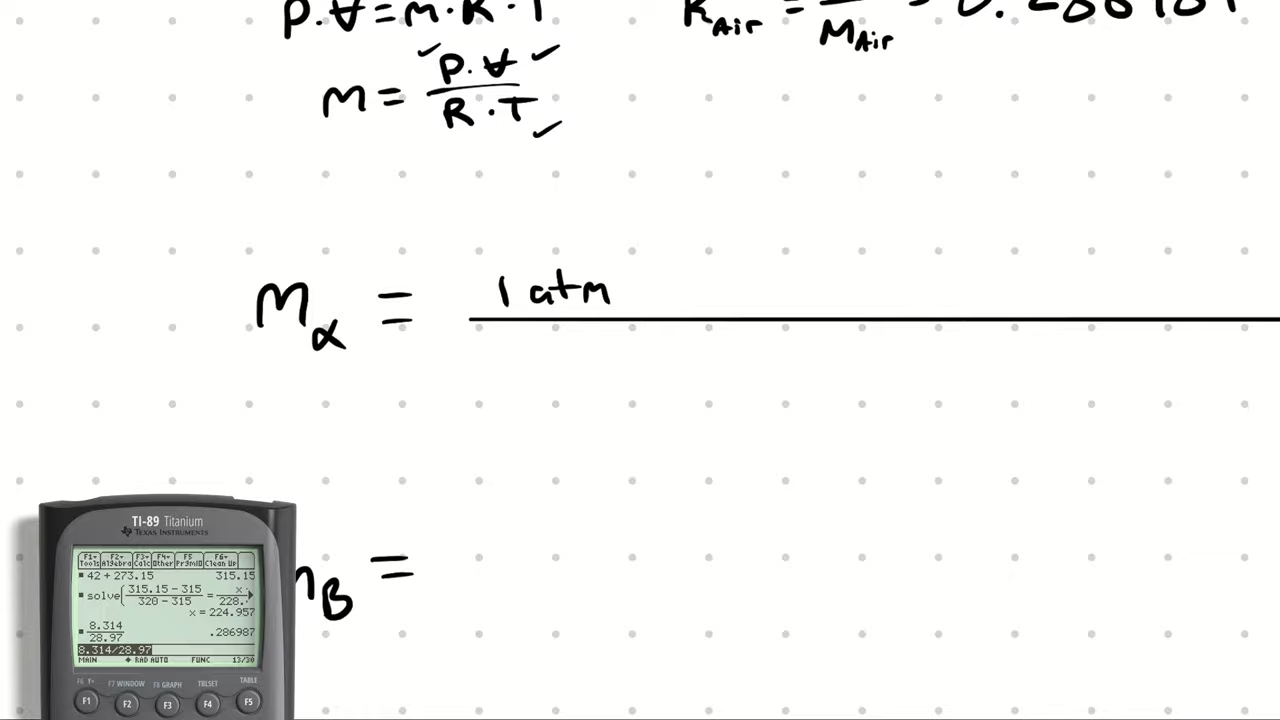 P.V=m.R.T
R_Air = / M_Air =
m = P.V / R.T
m_α = 1 atm
m_B =
TI-89 Titanium
TEXAS INSTRUMENTS
F1 F2 F3 F4 F5 F6
Tools Algebra Calc Other PrgmIO Clean Up
42 + 273.15 315.15
solve( 315.15 - 315 / 320 - 315 = x / 228.
x = 224.957
8.314 / 28.97 .286987
8.314/28.97
MAIN RAD AUTO FUNC 13/30
F6 F7 WINDOW F8 GRAPH TBLSET TABLE
F1 F2 F3 F4 F5